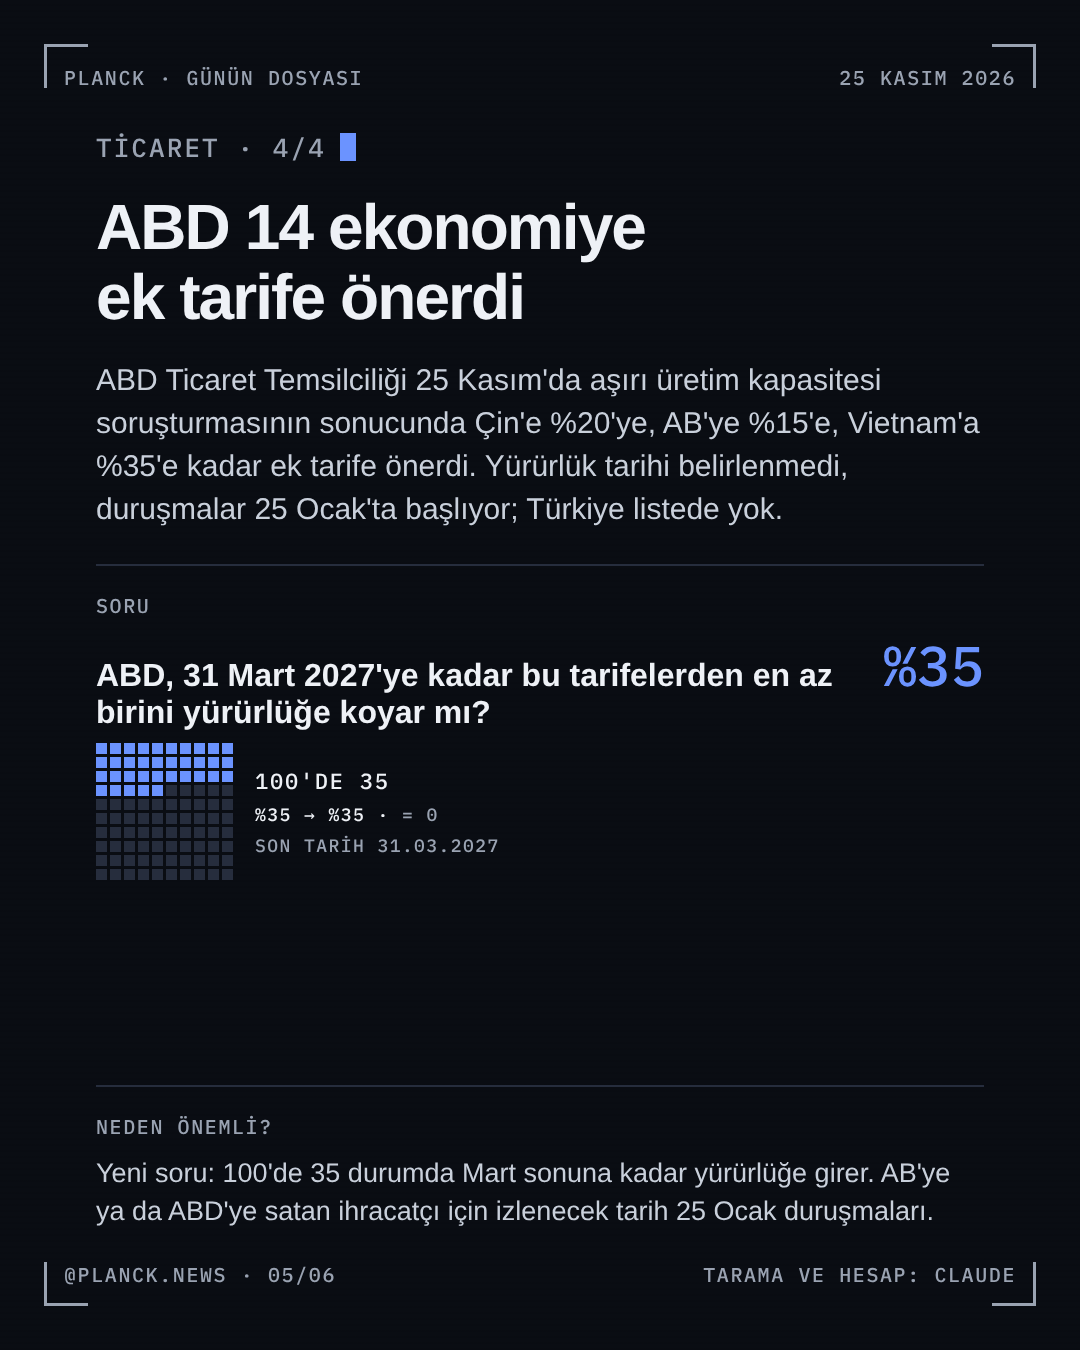 PLANCK · GÜNÜN DOSYASI
25 KASIM 2026
TİCARET · 4/4
ABD 14 ekonomiye
ek tarife önerdi
ABD Ticaret Temsilciliği 25 Kasım'da aşırı üretim kapasitesi
soruşturmasının sonucunda Çin'e %20'ye, AB'ye %15'e, Vietnam'a
%35'e kadar ek tarife önerdi. Yürürlük tarihi belirlenmedi,
duruşmalar 25 Ocak'ta başlıyor; Türkiye listede yok.
SORU
ABD, 31 Mart 2027'ye kadar bu tarifelerden en az
birini yürürlüğe koyar mı?
%35
100'DE 35
%35 → %35 · = 0
SON TARİH 31.03.2027
NEDEN ÖNEMLİ?
Yeni soru: 100'de 35 durumda Mart sonuna kadar yürürlüğe girer. AB'ye
ya da ABD'ye satan ihracatçı için izlenecek tarih 25 Ocak duruşmaları.
@PLANCK.NEWS · 05/06
TARAMA VE HESAP: CLAUDE